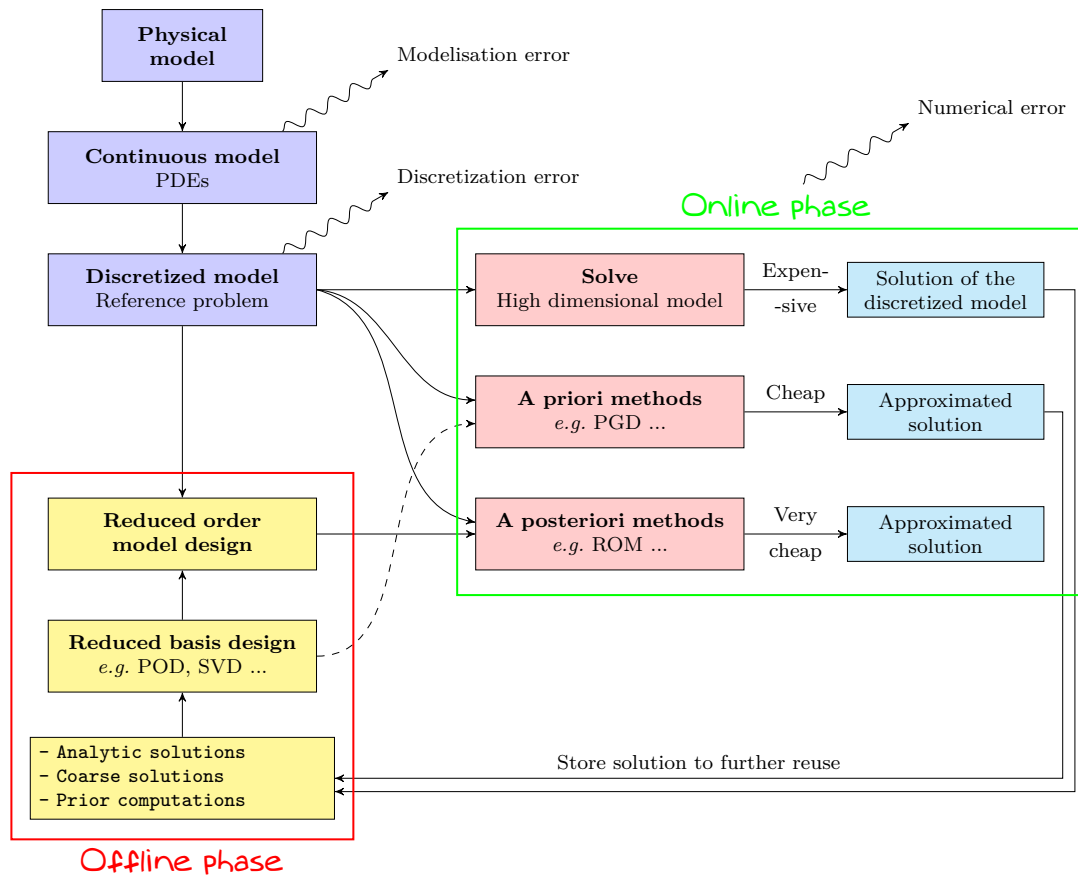 Physical
model
Modelisation error
Numerical error
Continuous model
PDEs
Discretization error
Online phase
Discretized model
Reference problem
Solve
High dimensional model
Expen-
-sive
Solution of the
discretized model
A priori methods
e.g. PGD ...
Cheap
Approximated
solution
Reduced order
model design
A posteriori methods
e.g. ROM ...
Very
cheap
Approximated
solution
Reduced basis design
e.g. POD, SVD ...
- Analytic solutions
- Coarse solutions
- Prior computations
Store solution to further reuse
Offline phase